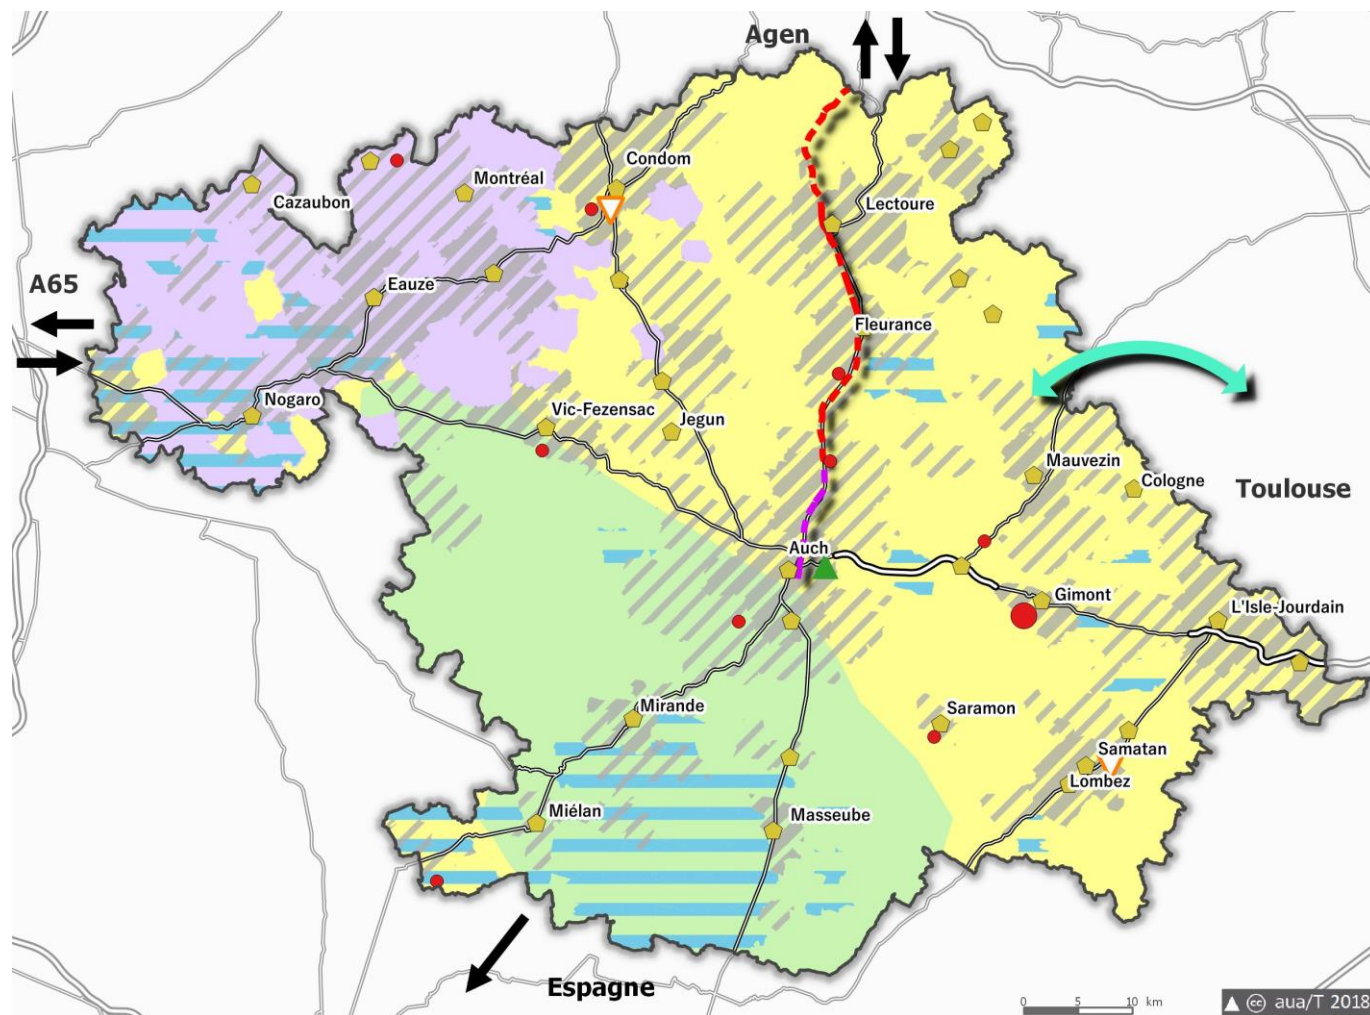 Agen
Condom
Montréal
Cazaubon
Lectoure
A65
Eauze
Fleurance
Nogaro
Vic-Fezensac
Jegun
Mauvezin
Cologne
Toulouse
Auch
Gimont
L'Isle-Jourdain
Mirande
Saramon
Samatan
Lombez
Miélan
Masseube
Espagne
0 5 10 km
cc aua/T 2018